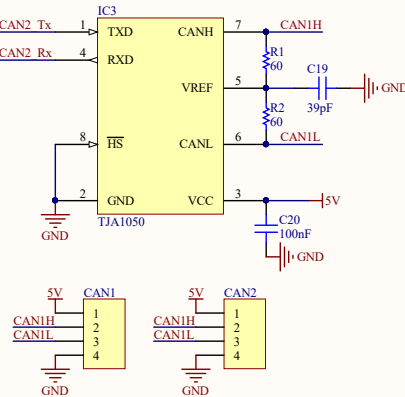 IC3
CAN2 Tx 1 TXD CANH 7 CAN1H
R1
60
CAN2 Rx 4 RXD
C19
VREF 5 GND
39pF
R2
60
8 HS CANL 6 CAN1L
2 GND VCC 3 5V
GND
TJA1050
C20
100nF
GND
5V CAN1 5V CAN2
1 1
CAN1H 2 CAN1H 2
CAN1L 3 CAN1L 3
4 4
GND GND